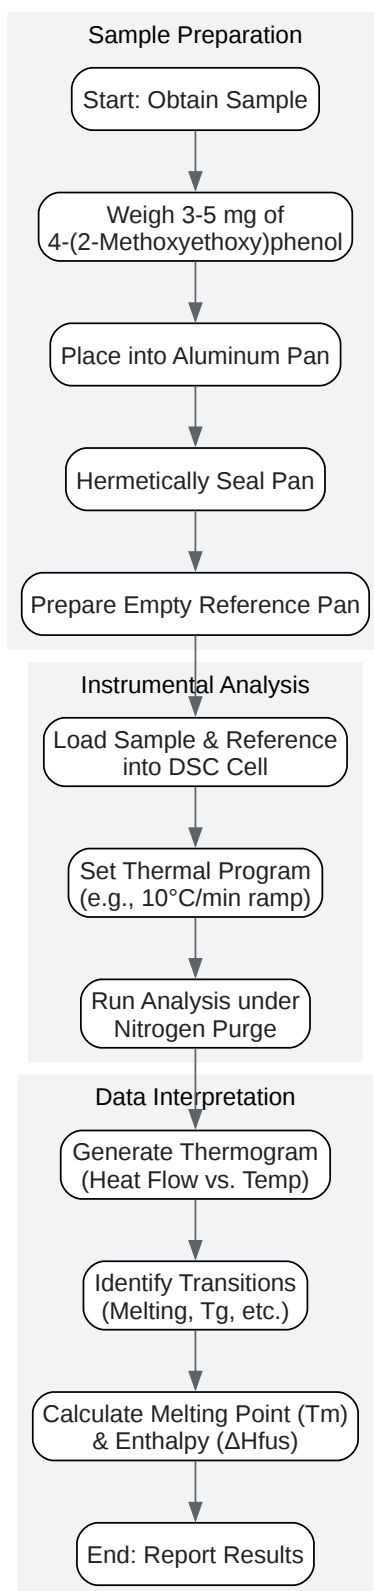 Sample Preparation
Start: Obtain Sample
Weigh 3-5 mg of
4-(2-Methoxyethoxy)phenol
Place into Aluminum Pan
Hermetically Seal Pan
Prepare Empty Reference Pan
Instrumental Analysis
Load Sample & Reference
into DSC Cell
Set Thermal Program
(e.g., 10°C/min ramp)
Run Analysis under
Nitrogen Purge
Data Interpretation
Generate Thermogram
(Heat Flow vs. Temp)
Identify Transitions
(Melting, Tg, etc.)
Calculate Melting Point (Tm)
& Enthalpy (ΔHfus)
End: Report Results